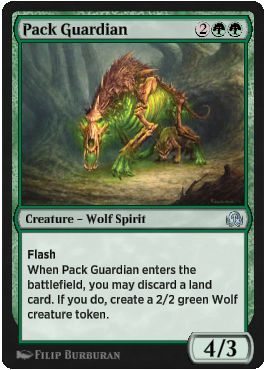 Pack Guardian 2
Creature – Wolf Spirit
Flash
When Pack Guardian enters the
battlefield, you may discard a land
card. If you do, create a 2/2 green Wolf
creature token.
4/3
Filip Burburan